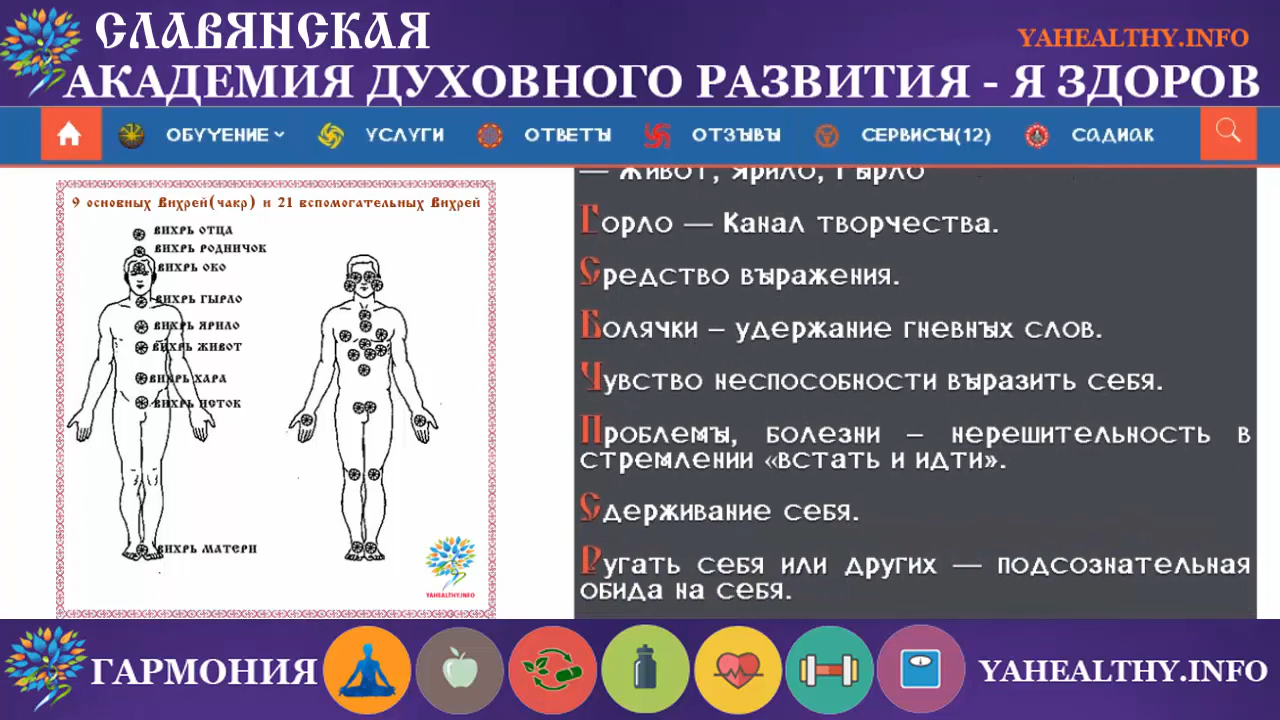 СЛАВЯНСКАЯ
YAHEALTHY.INFO
АКАДЕМИЯ ДУХОВНОГО РАЗВИТИЯ - Я ЗДОРОВ
ОБУЧЕНИЕ
УСЛУГИ
ОТВЕТЫ
ОТЗЫВЫ
СЕРВИСЫ(12)
САДИАК
9 основных Вихрей(чакр) и 21 вспомогательных Вихрей
ВИХРЬ ОТЦА
ВИХРЬ РОДНИЧОК
ВИХРЬ ОКО
ВИХРЬ ГЫРЛО
ВИХРЬ ЯРИЛО
ВИХРЬ ЖИВОТ
ВИХРЬ ХАРА
ВИХРЬ ИСТОК
ВИХРЬ МАТЕРИ
YAHEALTHY.INFO
— Живот, Ярило, Гырло
Горло — Канал творчества.
Средство выражения.
Болячки – удержание гневных слов.
Чувство неспособности выразить себя.
Проблемы, болезни – нерешительность в
стремлении «встать и идти».
Сдерживание себя.
Ругать себя или других — подсознательная
обида на себя.
ГАРМОНИЯ
YAHEALTHY.INFO